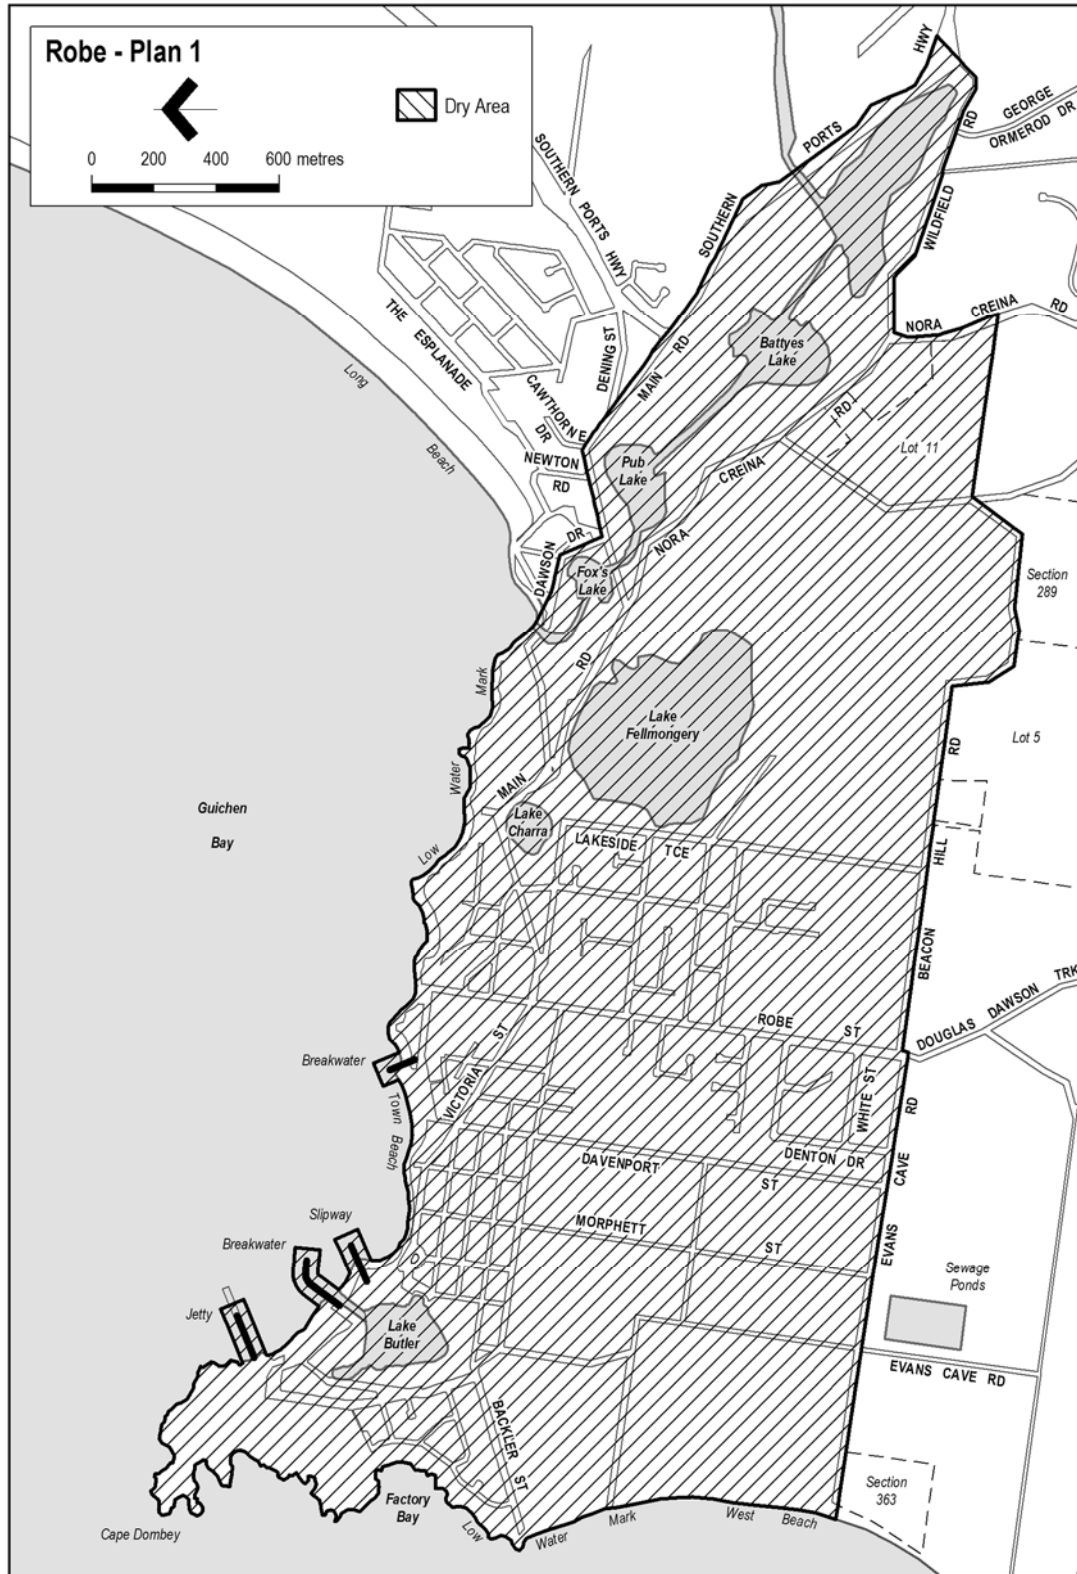 Robe - Plan 1
Dry Area
0 200 400 600 metres
HWY
PORTS
SOUTHERN
RD
GEORGE
ORMEROD DR
WILDFIELD
SOUTHERN PORTS HWY
THE ESPLANADE
Long
Beach
DENING ST
MAIN RD
CAWTHORNE
DR
NEWTON
RD
DAWSON DR
Battyes
Lake
NORA CREINA RD
Lot 11
Pub
Lake
NORA CREINA RD
Fox's
Lake
Section
289
Mark
Water
Low
RD
MAIN
Lake
Fellmongery
Lot 5
RD
HILL
BEACON
Guichen
Bay
Lake
Charra
LAKESIDE TCE
DOUGLAS DAWSON TRK
ROBE ST
Breakwater
Town Beach
VICTORIA ST
WHITE ST
RD
CAVE
EVANS
DENTON DR
DAVENPORT ST
MORPHETT ST
Slipway
Breakwater
Jetty
Lake
Butler
Sewage
Ponds
EVANS CAVE RD
BACKLER ST
Section
363
Cape Dombey
Factory
Bay
Low Water Mark
West Beach